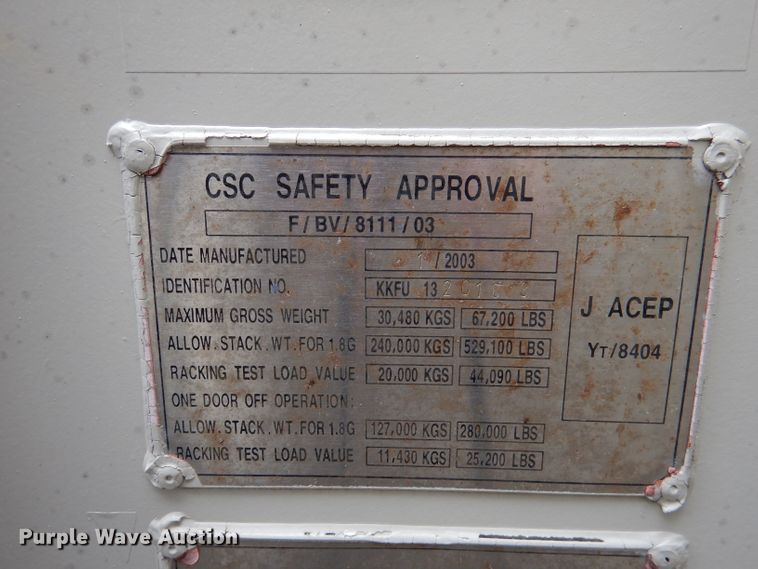 CSC SAFETY APPROVAL
F/BV/8111/03
DATE MANUFACTURED 1/2003
IDENTIFICATION NO. KKFU 13
MAXIMUM GROSS WEIGHT 30,480 KGS 67,200 LBS
ALLOW.STACK.WT.FOR 1.8G 240,000 KGS 529,100 LBS
RACKING TEST LOAD VALUE 20,000 KGS 44,090 LBS
ONE DOOR OFF OPERATION:
ALLOW.STACK.WT.FOR 1.8G 127,000 KGS 280,000 LBS
RACKING TEST LOAD VALUE 11,430 KGS 25,200 LBS
J ACEP
YT/8404
Purple Wave Auction